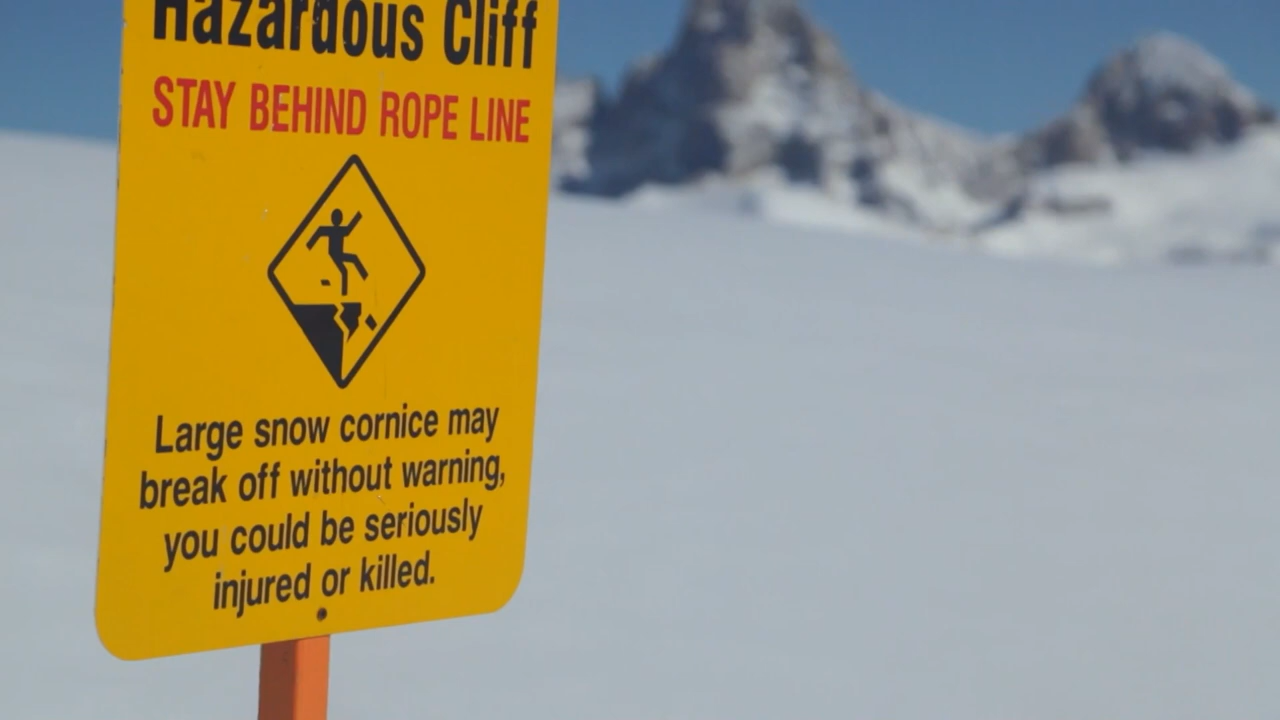 Hazardous Cliff
STAY BEHIND ROPE LINE
Large snow cornice may
break off without warning,
you could be seriously
injured or killed.